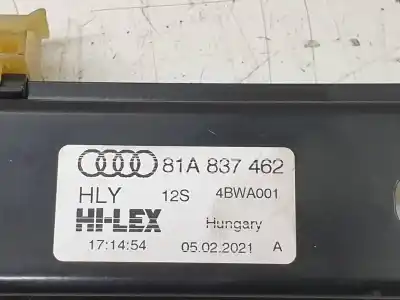 81A 837 462
HLY 12S 4BWA001
HI-LEX Hungary
17:14:54 05.02.2021 A